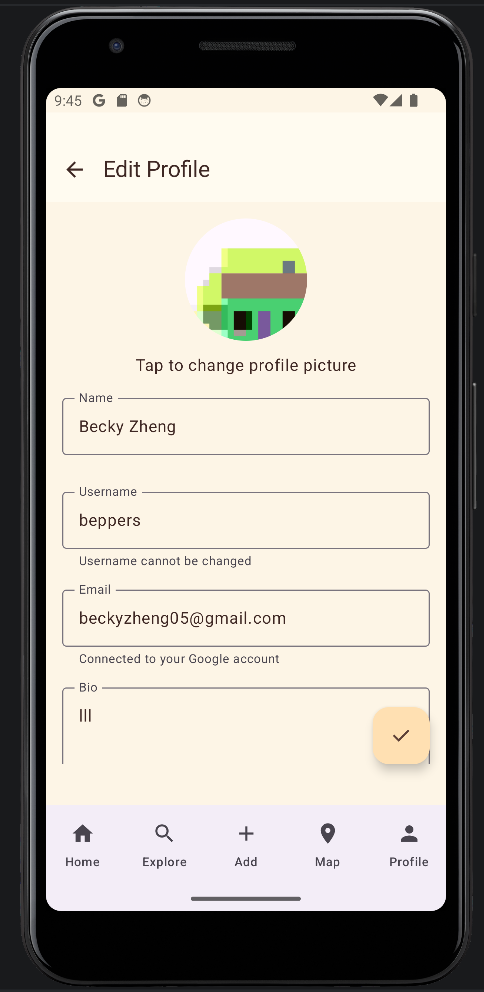 9:45
Edit Profile
Tap to change profile picture
Name
Becky Zheng
Username
beppers
Username cannot be changed
Email
beckyzheng05@gmail.com
Connected to your Google account
Bio
lll
Home Explore Add Map Profile